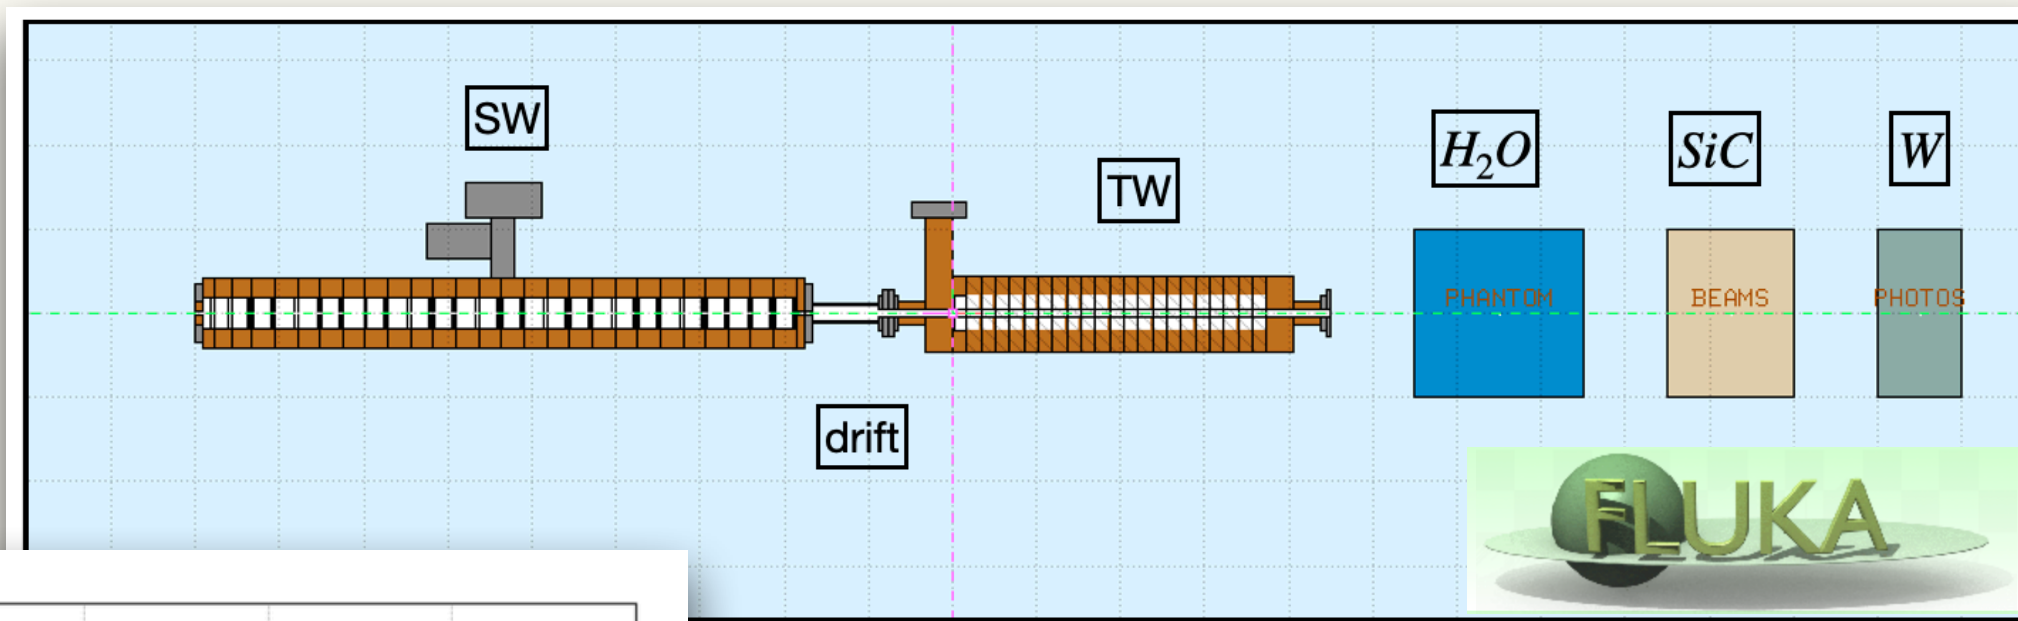 SW
TW
H₂O
SiC
W
PHANTOM
BEAMS
PHOTOS
drift
FLUKA